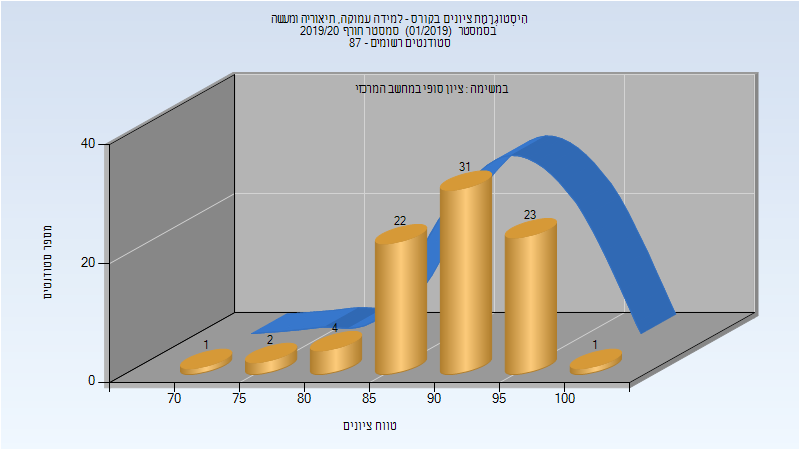 הִיסְטוֹגְרָמַת ציונים בקורס - למידה עמוקה, תיאוריה ומעשה
בסמסטר (01/2019) סמסטר חורף 2019/20
סטודנטים רשומים - 87
במשימה : ציון סופי במחשב המרכזי
40
20
0
מספר סטודנטים
1
2
4
22
31
23
1
70
75
80
85
90
95
100
טווח ציונים